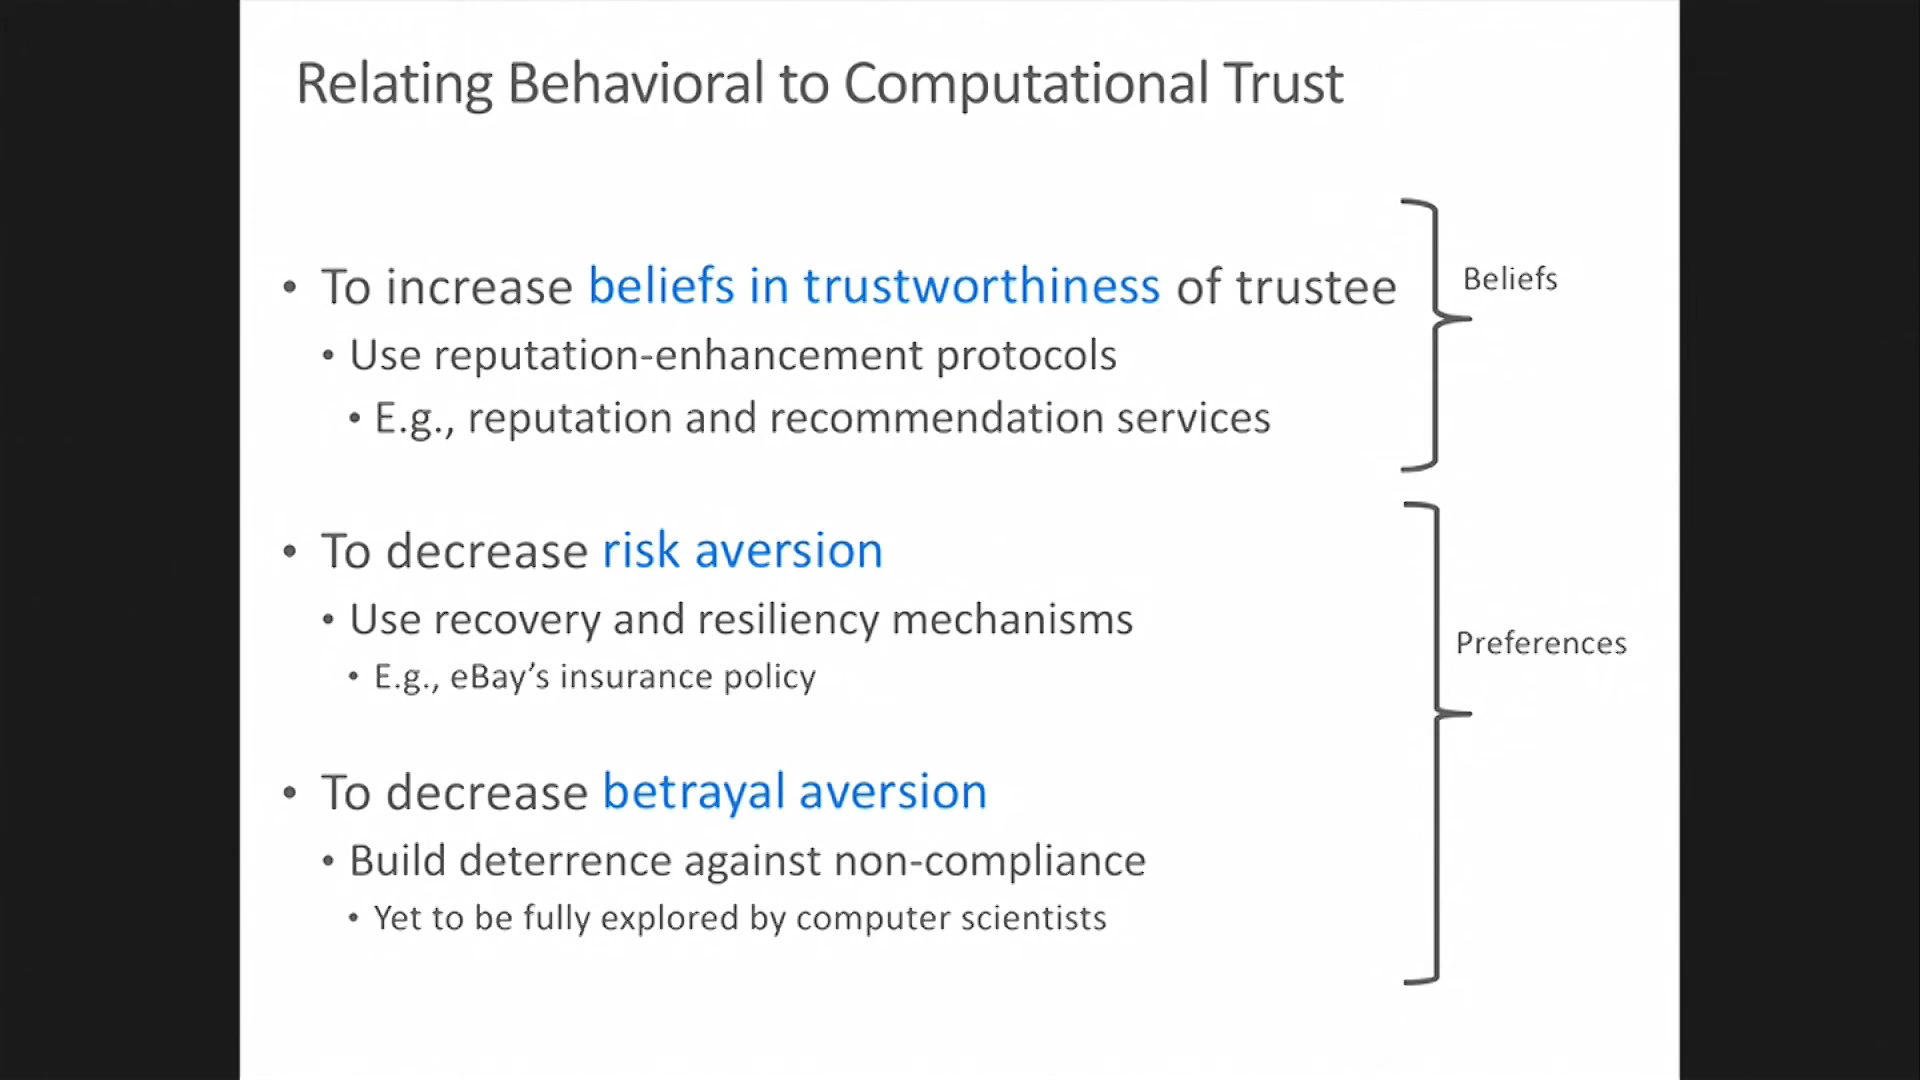 Relating Behavioral to Computational Trust
• To increase beliefs in trustworthiness of trustee
• Use reputation-enhancement protocols
• E.g., reputation and recommendation services
Beliefs
• To decrease risk aversion
• Use recovery and resiliency mechanisms
• E.g., eBay’s insurance policy
• To decrease betrayal aversion
• Build deterrence against non-compliance
• Yet to be fully explored by computer scientists
Preferences